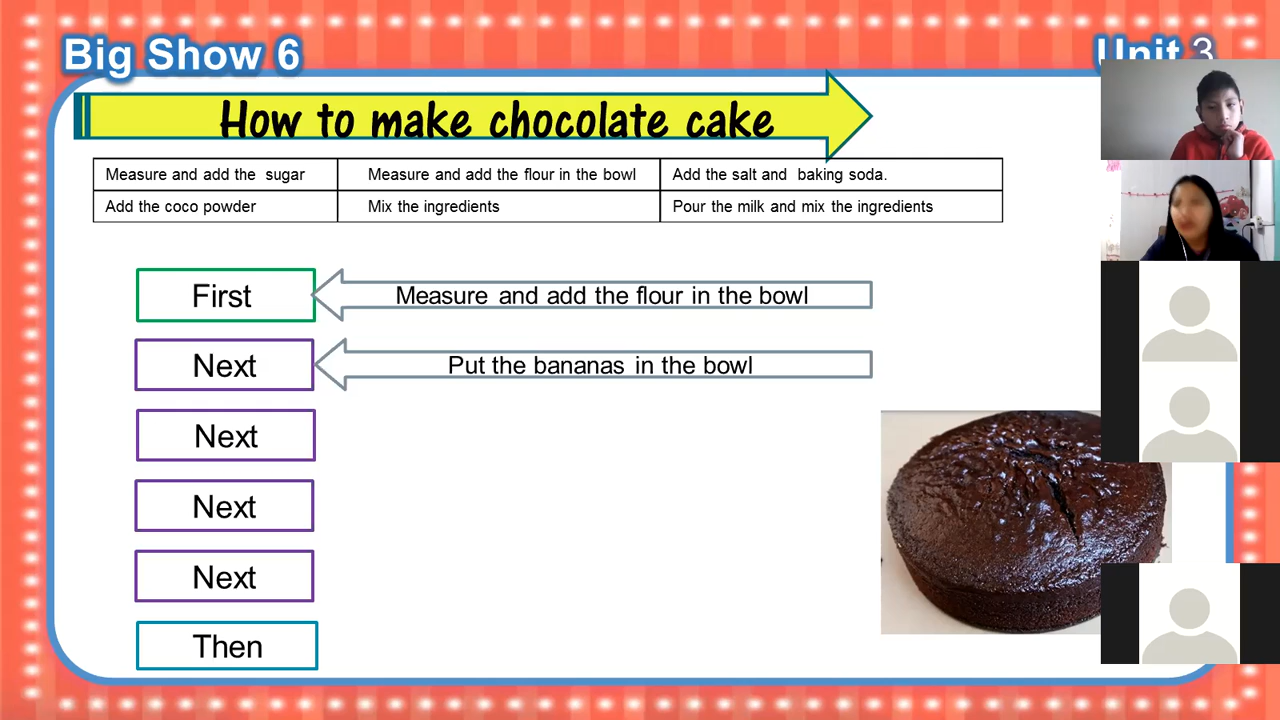 Big Show 6
Unit 3
How to make chocolate cake
Measure and add the sugar
Measure and add the flour in the bowl
Add the salt and baking soda.
Add the coco powder
Mix the ingredients
Pour the milk and mix the ingredients
First
Measure and add the flour in the bowl
Next
Put the bananas in the bowl
Next
Next
Next
Then